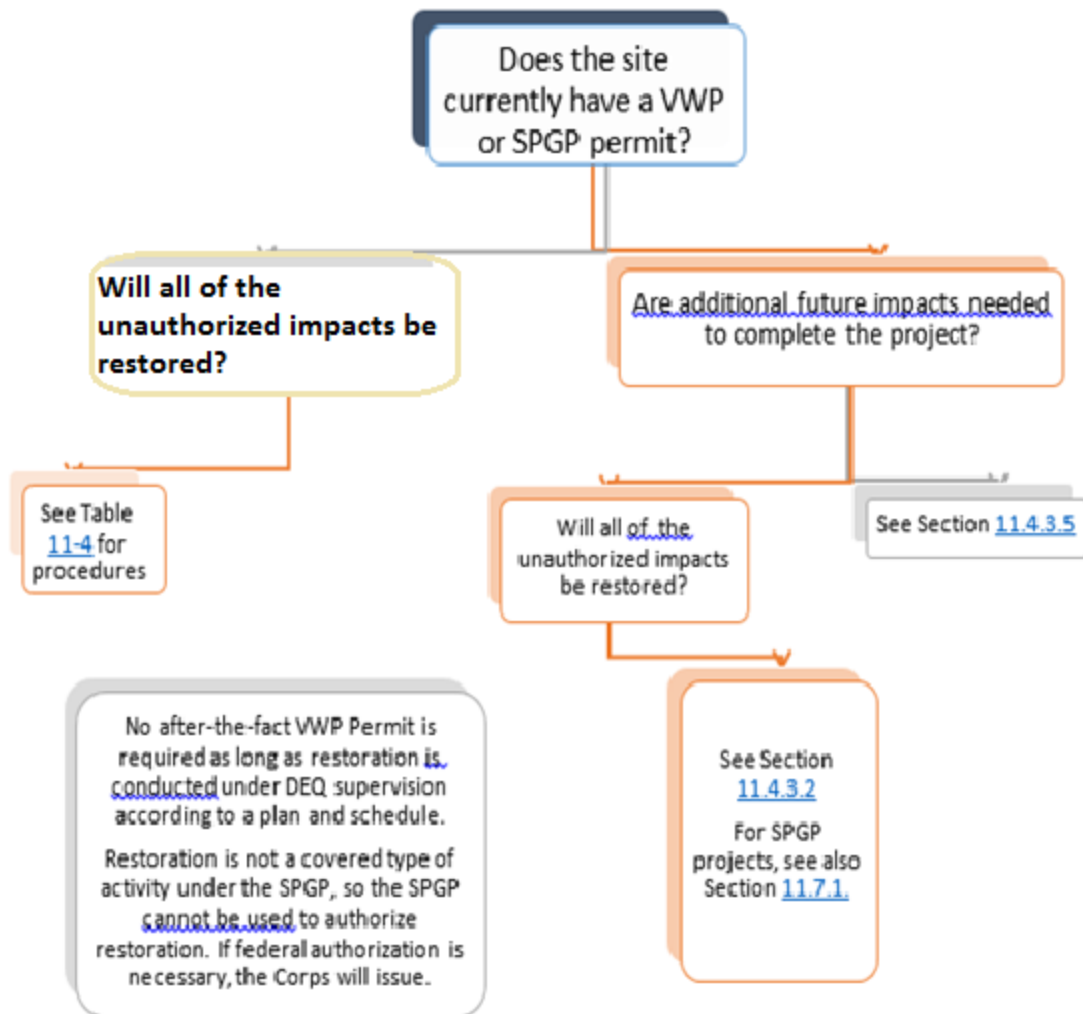 Does the site
currently have a VWP
or SPGP permit?
Will all of the
unauthorized impacts be
restored?
Are additional future impacts needed
to complete the project?
See Table
11-4 for
procedures
Will all of the
unauthorized impacts
be restored?
See Section 11.4.3.5
No after-the-fact VWP Permit is
required as long as restoration is
conducted under DEQ supervision
according to a plan and schedule.
Restoration is not a covered type of
activity under the SPGP, so the SPGP
cannot be used to authorize
restoration. If federal authorization is
necessary, the Corps will issue.
See Section
11.4.3.2
For SPGP
projects, see also
Section 11.7.1.